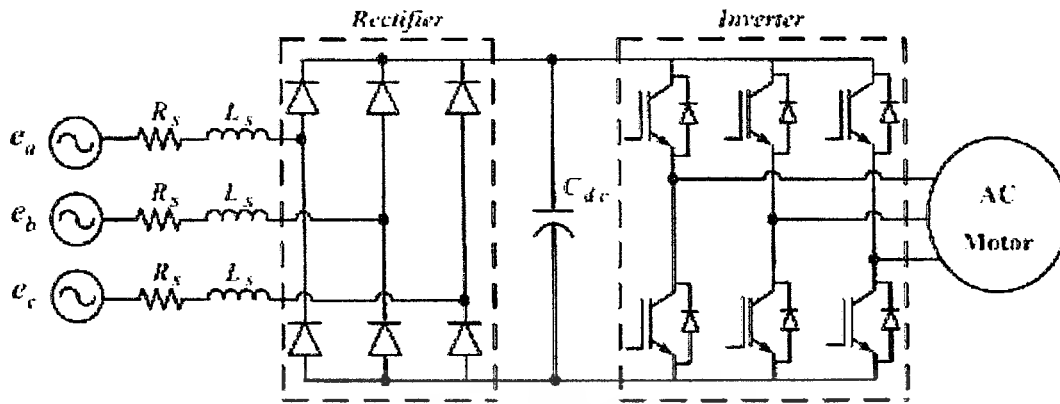 Rectifier
Inverter
e_a R_s L_s
e_b R_s L_s
e_c R_s L_s
C_dc
AC
Motor